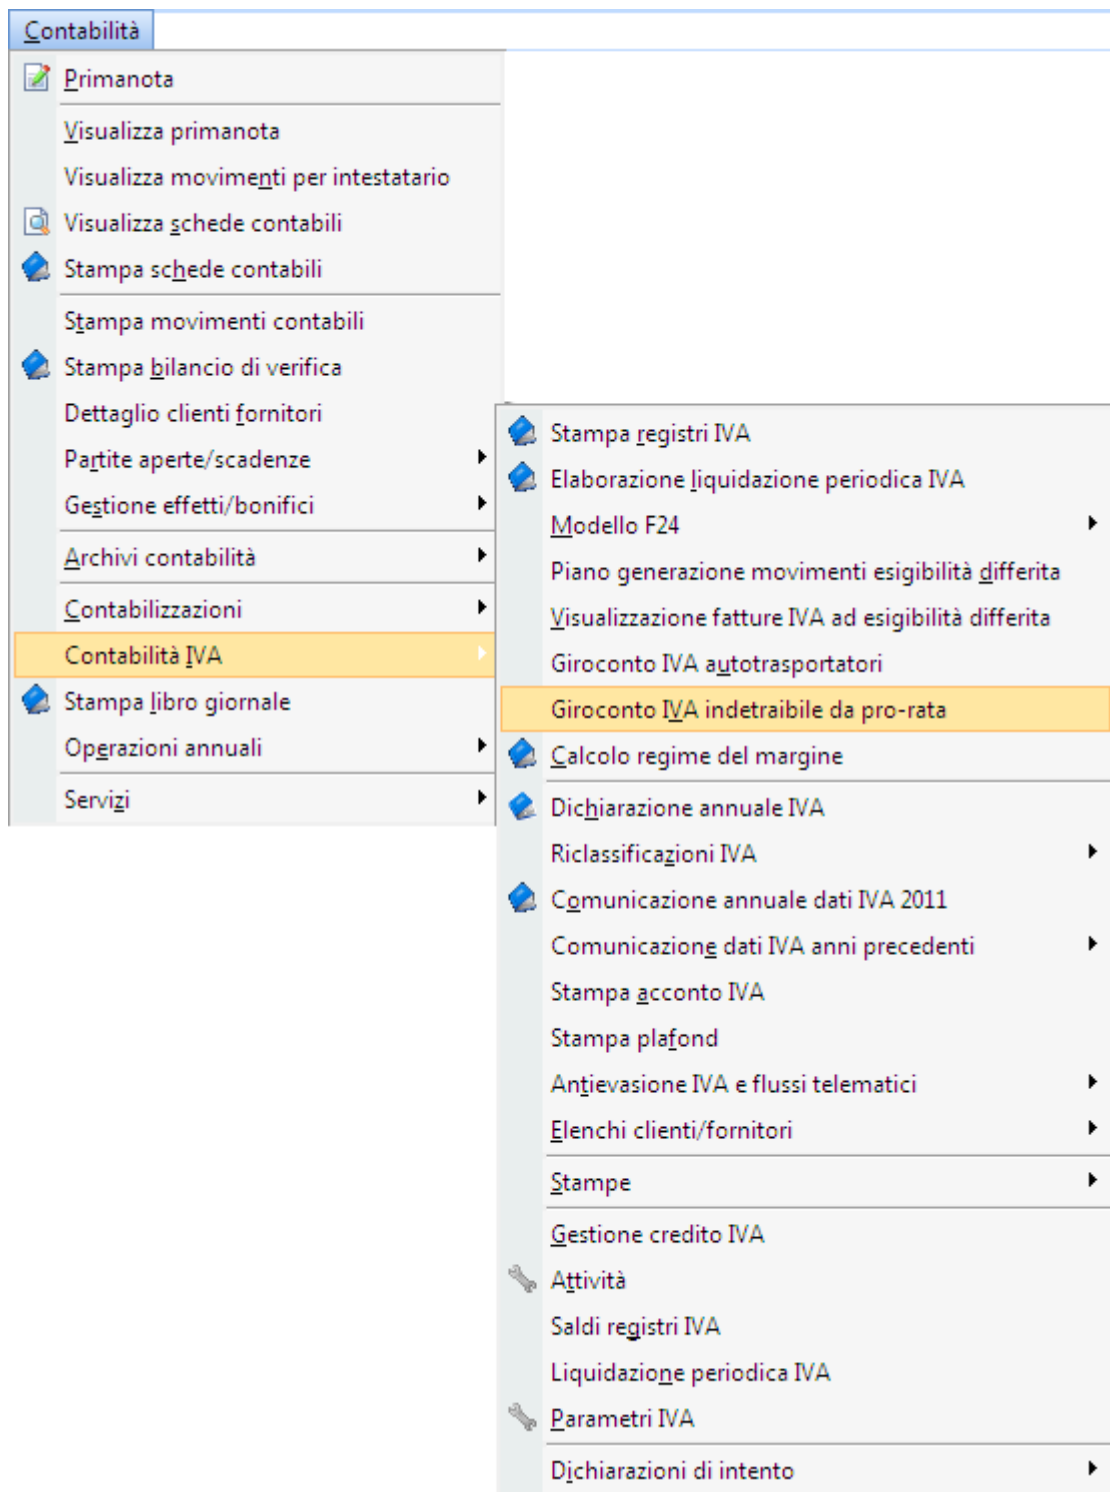 Contabilità
Primanota
Visualizza primanota
Visualizza movimenti per intestatario
Visualizza schede contabili
Stampa schede contabili
Stampa movimenti contabili
Stampa bilancio di verifica
Dettaglio clienti fornitori
Partite aperte/scadenze
Gestione effetti/bonifici
Archivi contabilità
Contabilizzazioni
Contabilità IVA
Stampa libro giornale
Operazioni annuali
Servizi
Stampa registri IVA
Elaborazione liquidazione periodica IVA
Modello F24
Piano generazione movimenti esigibilità differita
Visualizzazione fatture IVA ad esigibilità differita
Giroconto IVA autotrasportatori
Giroconto IVA indetraibile da pro-rata
Calcolo regime del margine
Dichiarazione annuale IVA
Riclassificazioni IVA
Comunicazione annuale dati IVA 2011
Comunicazione dati IVA anni precedenti
Stampa acconto IVA
Stampa plafond
Antievasione IVA e flussi telematici
Elenchi clienti/fornitori
Stampe
Gestione credito IVA
Attività
Saldi registri IVA
Liquidazione periodica IVA
Parametri IVA
Dichiarazioni di intento